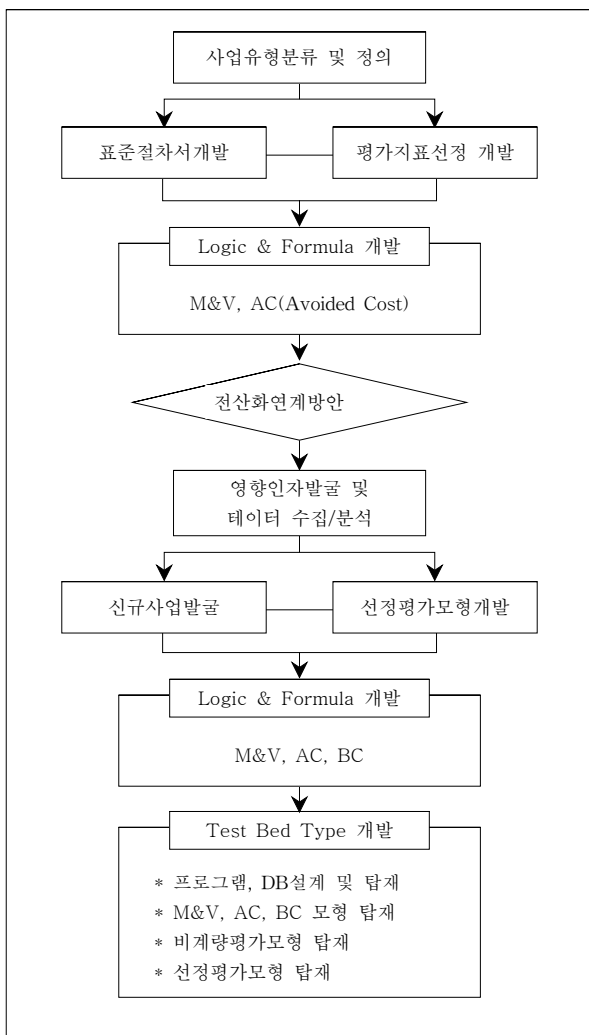 사업유형분류 및 정의
표준절차서개발
평가지표선정 개발
Logic & Formula 개발
M&V, AC(Avoided Cost)
전산화연계방안
영향인자발굴 및
테이터 수집/분석
신규사업발굴
선정평가모형개발
Logic & Formula 개발
M&V, AC, BC
Test Bed Type 개발
* 프로그램, DB설계 및 탑재
* M&V, AC, BC 모형 탑재
* 비계량평가모형 탑재
* 선정평가모형 탑재